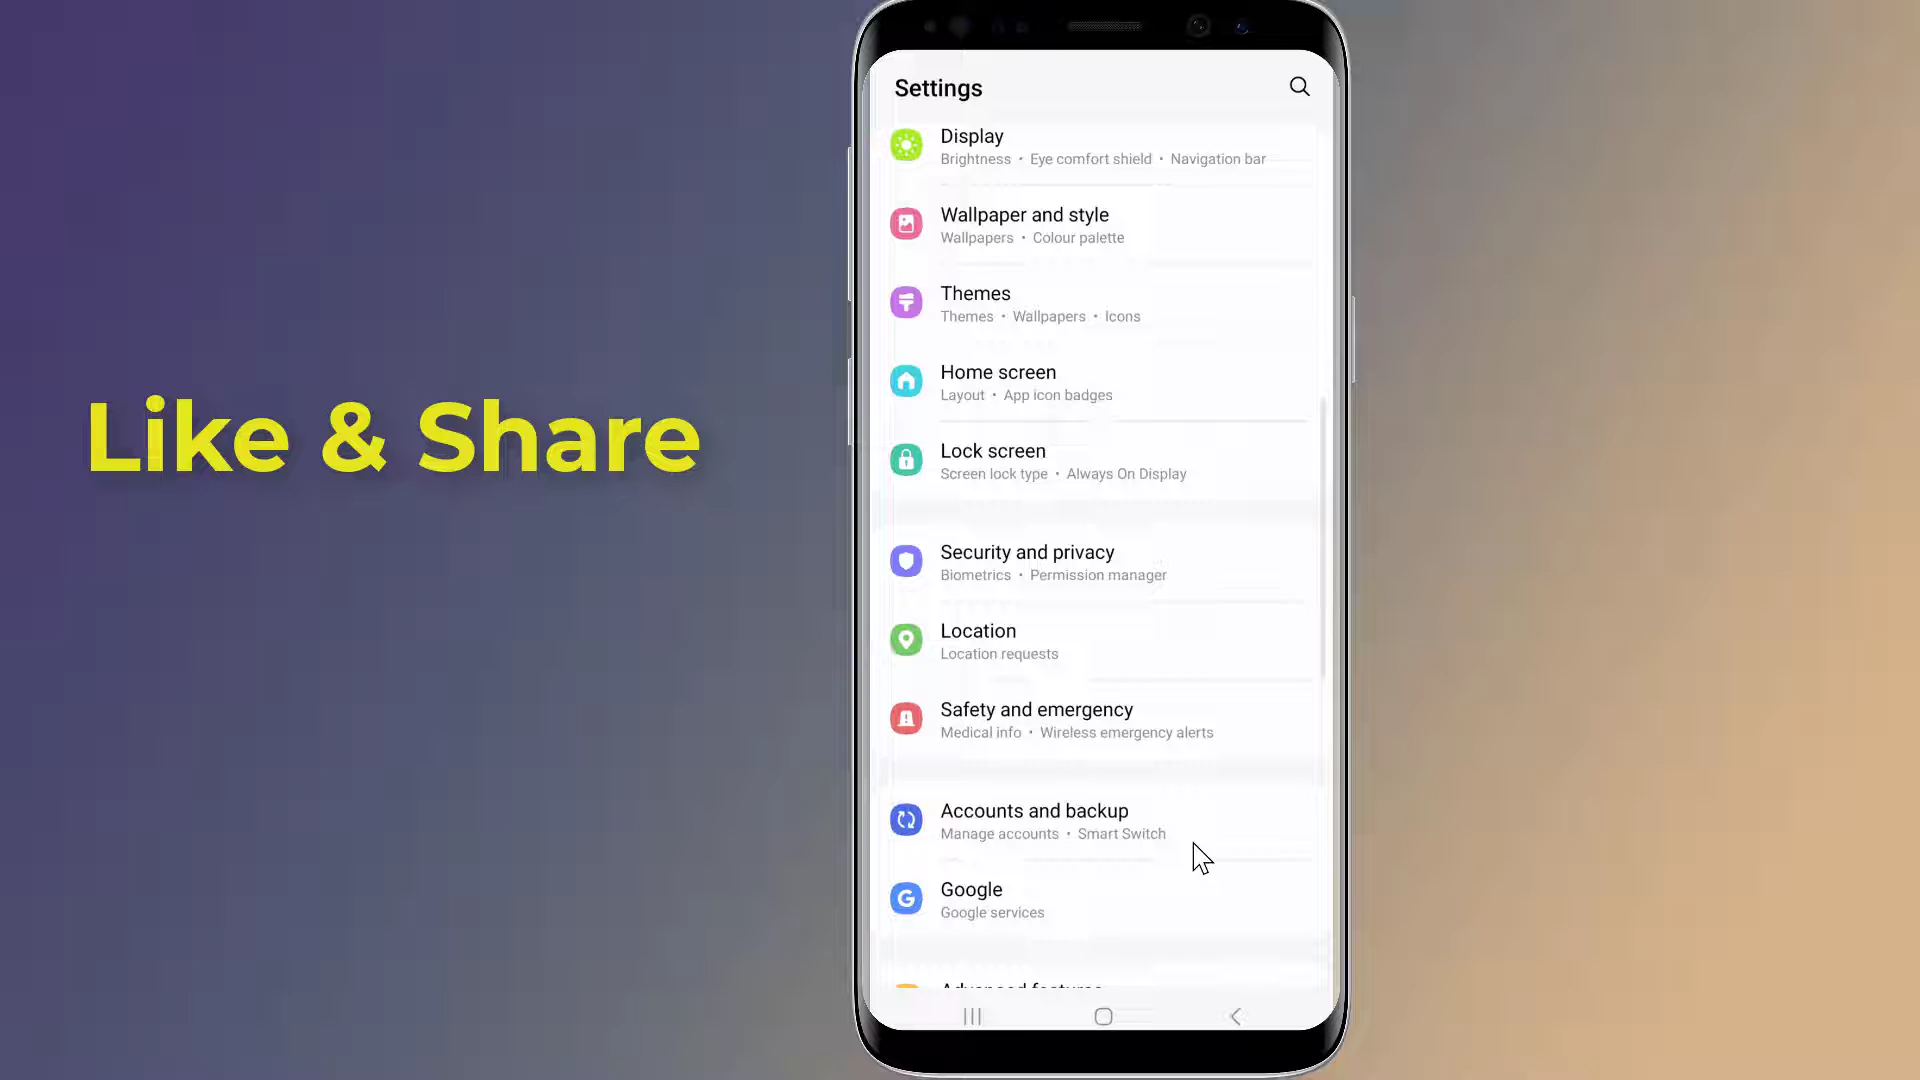 Like & Share
Settings
Display
Brightness • Eye comfort shield • Navigation bar
Wallpaper and style
Wallpapers • Colour palette
Themes
Themes • Wallpapers • Icons
Home screen
Layout • App icon badges
Lock screen
Screen lock type • Always On Display
Security and privacy
Biometrics • Permission manager
Location
Location requests
Safety and emergency
Medical info • Wireless emergency alerts
Accounts and backup
Manage accounts • Smart Switch
Google
Google services
Advanced features